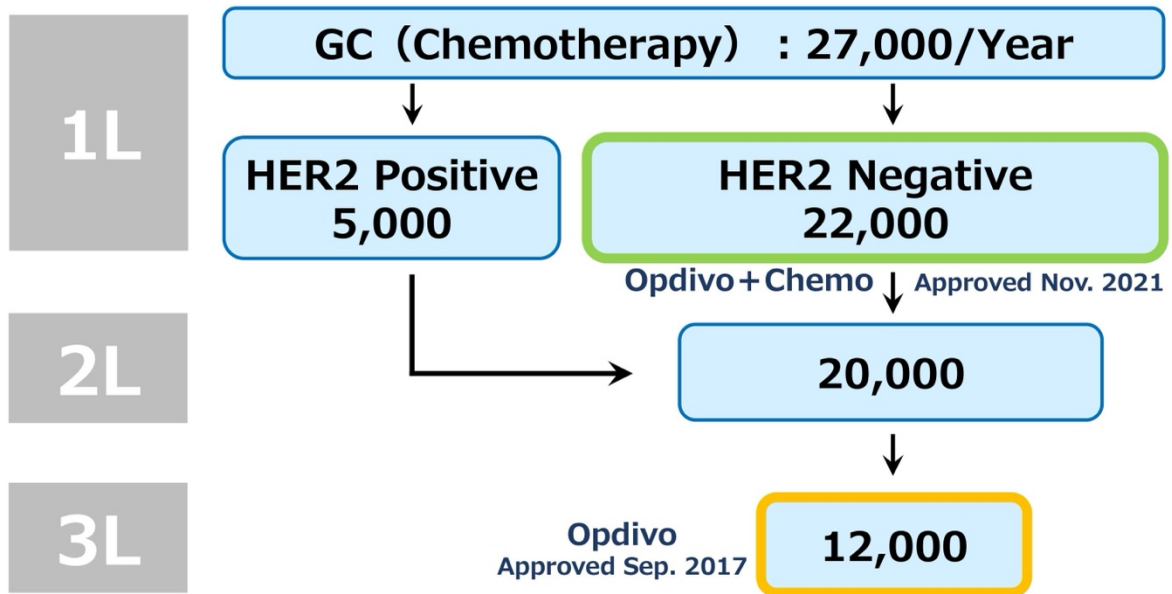 1L
GC（Chemotherapy）：27,000/Year
HER2 Positive
5,000
HER2 Negative
22,000
Opdivo+Chemo
Approved Nov. 2021
2L
20,000
3L
Opdivo
Approved Sep. 2017
12,000